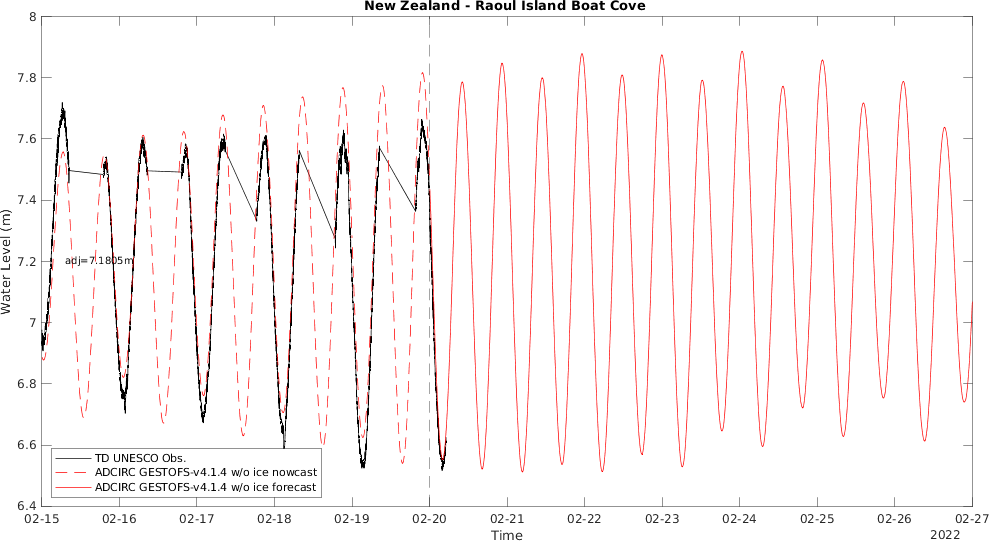 New Zealand - Raoul Island Boat Cove
8
7.8
7.6
7.4
7.2
7
6.8
6.6
6.4
Water Level (m)
adj=7.1805m
TD UNESCO Obs.
ADCIRC GESTOFS-v4.1.4 w/o ice nowcast
ADCIRC GESTOFS-v4.1.4 w/o ice forecast
02-15 02-16 02-17 02-18 02-19 02-20 02-21 02-22 02-23 02-24 02-25 02-26 02-27
Time
2022